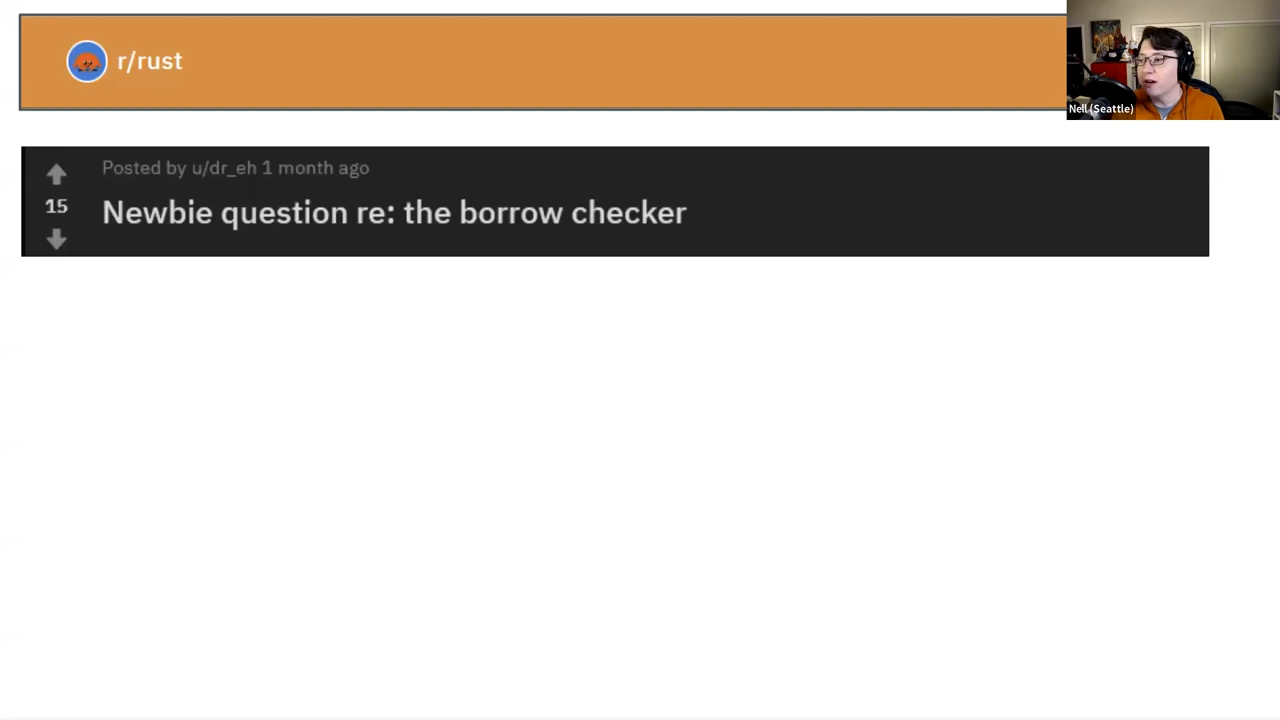 r/rust
Nell (Seattle)
Posted by u/dr_eh 1 month ago
15
Newbie question re: the borrow checker